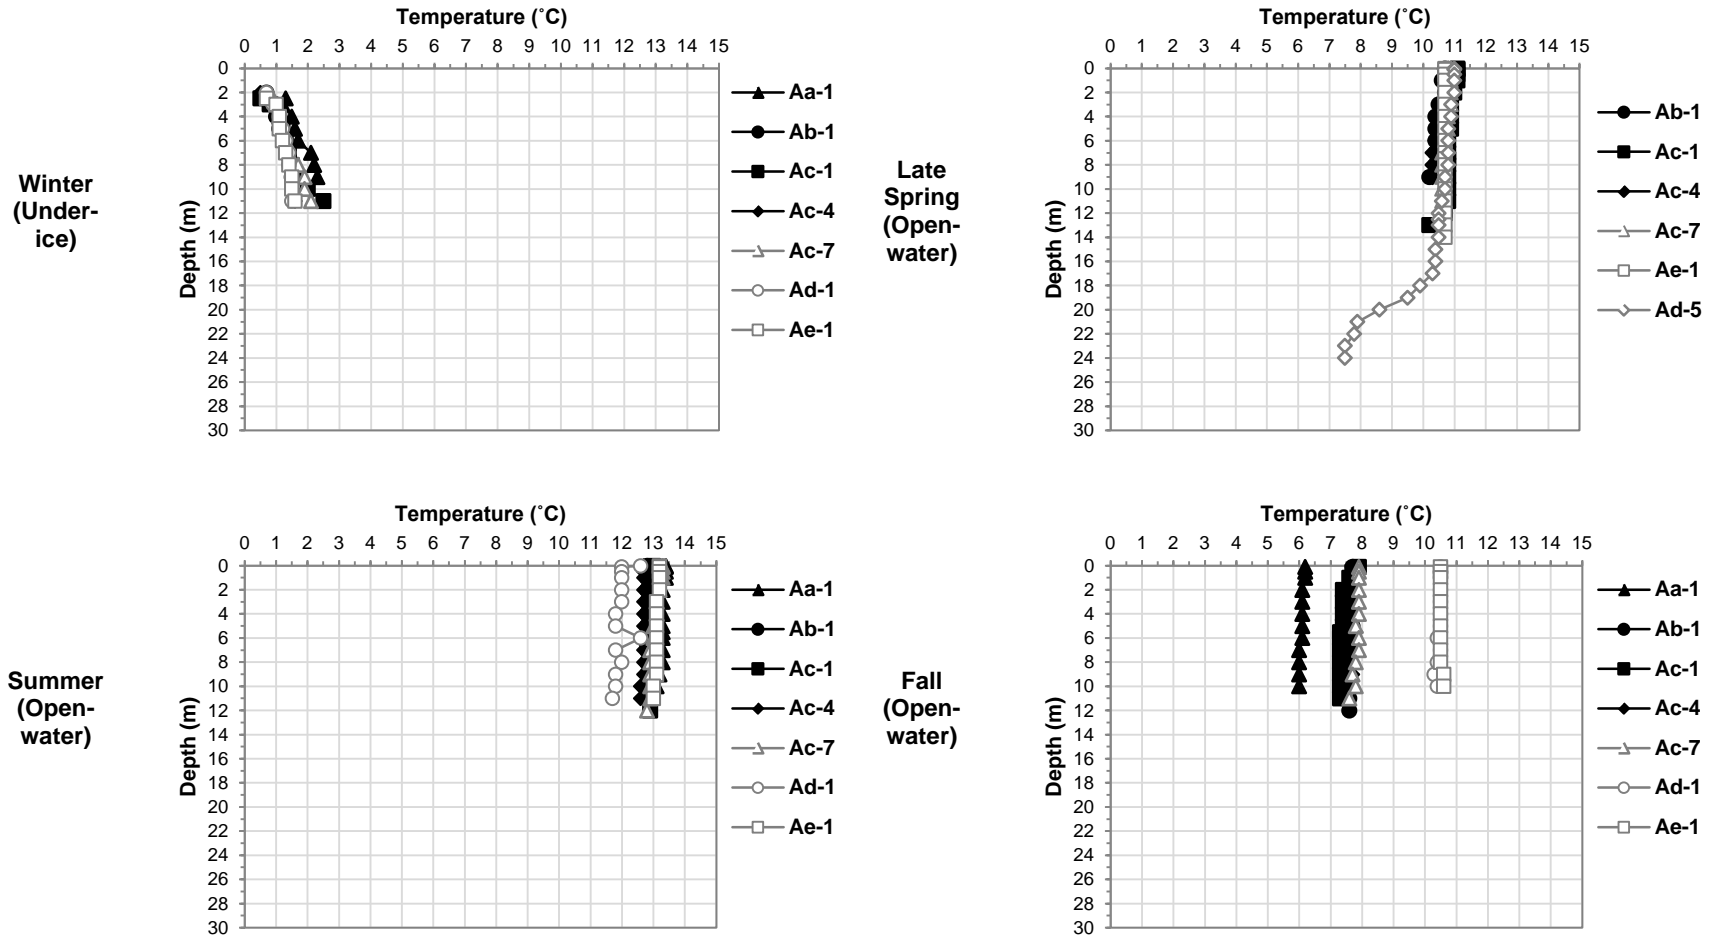 Temperature (˚C)
0 1 2 3 4 5 6 7 8 9 10 11 12 13 14 15
0
2
4
6
8
10
12
14
16
18
20
22
24
26
28
30
Depth (m)
Winter
(Under-
ice)
Aa-1
Ab-1
Ac-1
Ac-4
Ac-7
Ad-1
Ae-1
Temperature (˚C)
0 1 2 3 4 5 6 7 8 9 10 11 12 13 14 15
0
2
4
6
8
10
12
14
16
18
20
22
24
26
28
30
Depth (m)
Late
Spring
(Open-
water)
Ab-1
Ac-1
Ac-4
Ac-7
Ae-1
Ad-5
Temperature (˚C)
0 1 2 3 4 5 6 7 8 9 10 11 12 13 14 15
0
2
4
6
8
10
12
14
16
18
20
22
24
26
28
30
Depth (m)
Summer
(Open-
water)
Aa-1
Ab-1
Ac-1
Ac-4
Ac-7
Ad-1
Ae-1
Temperature (˚C)
0 1 2 3 4 5 6 7 8 9 10 11 12 13 14 15
0
2
4
6
8
10
12
14
16
18
20
22
24
26
28
30
Depth (m)
Fall
(Open-
water)
Aa-1
Ab-1
Ac-1
Ac-4
Ac-7
Ad-1
Ae-1